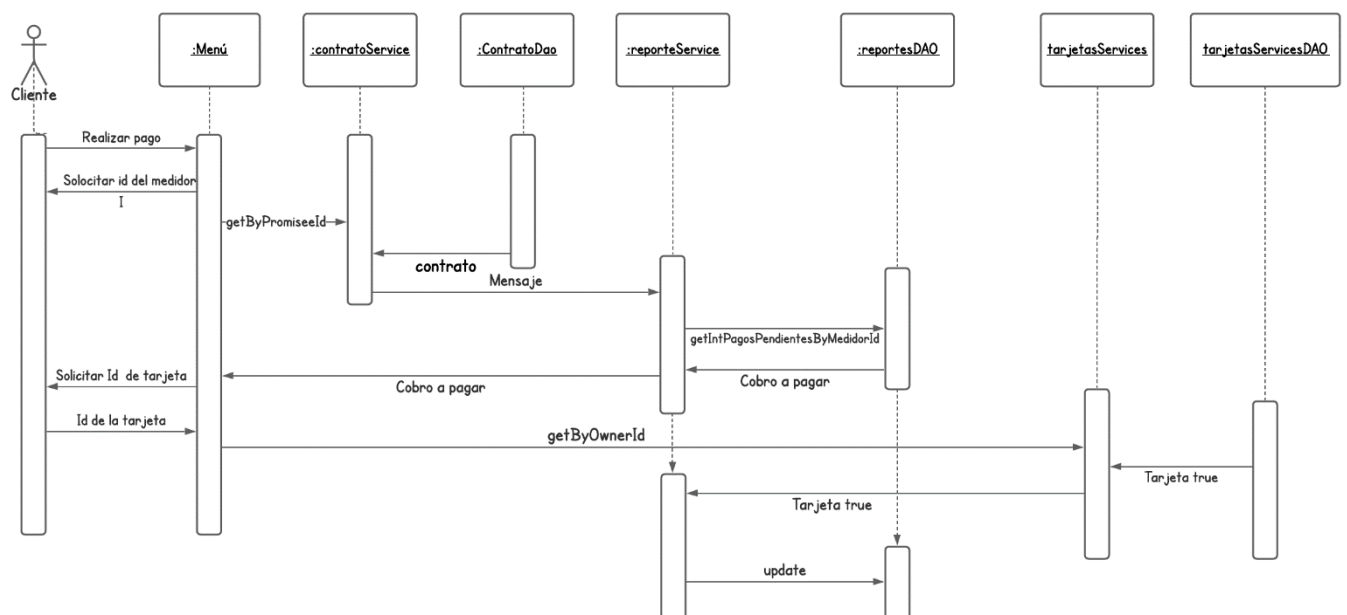 :Menú
:contratoService
:ContratoDao
:reporteService
:reportesDAO
tarjetasServices
tarjetasServicesDAO
Cliente
Realizar pago
Solocitar id del medidor
I
getByPromiseeId
contrato
Mensaje
getIntPagosPendientesByMedidorId
Solicitar Id de tarjeta
Cobro a pagar
Cobro a pagar
Id de la tarjeta
getByOwnerId
Tarjeta true
Tarjeta true
update